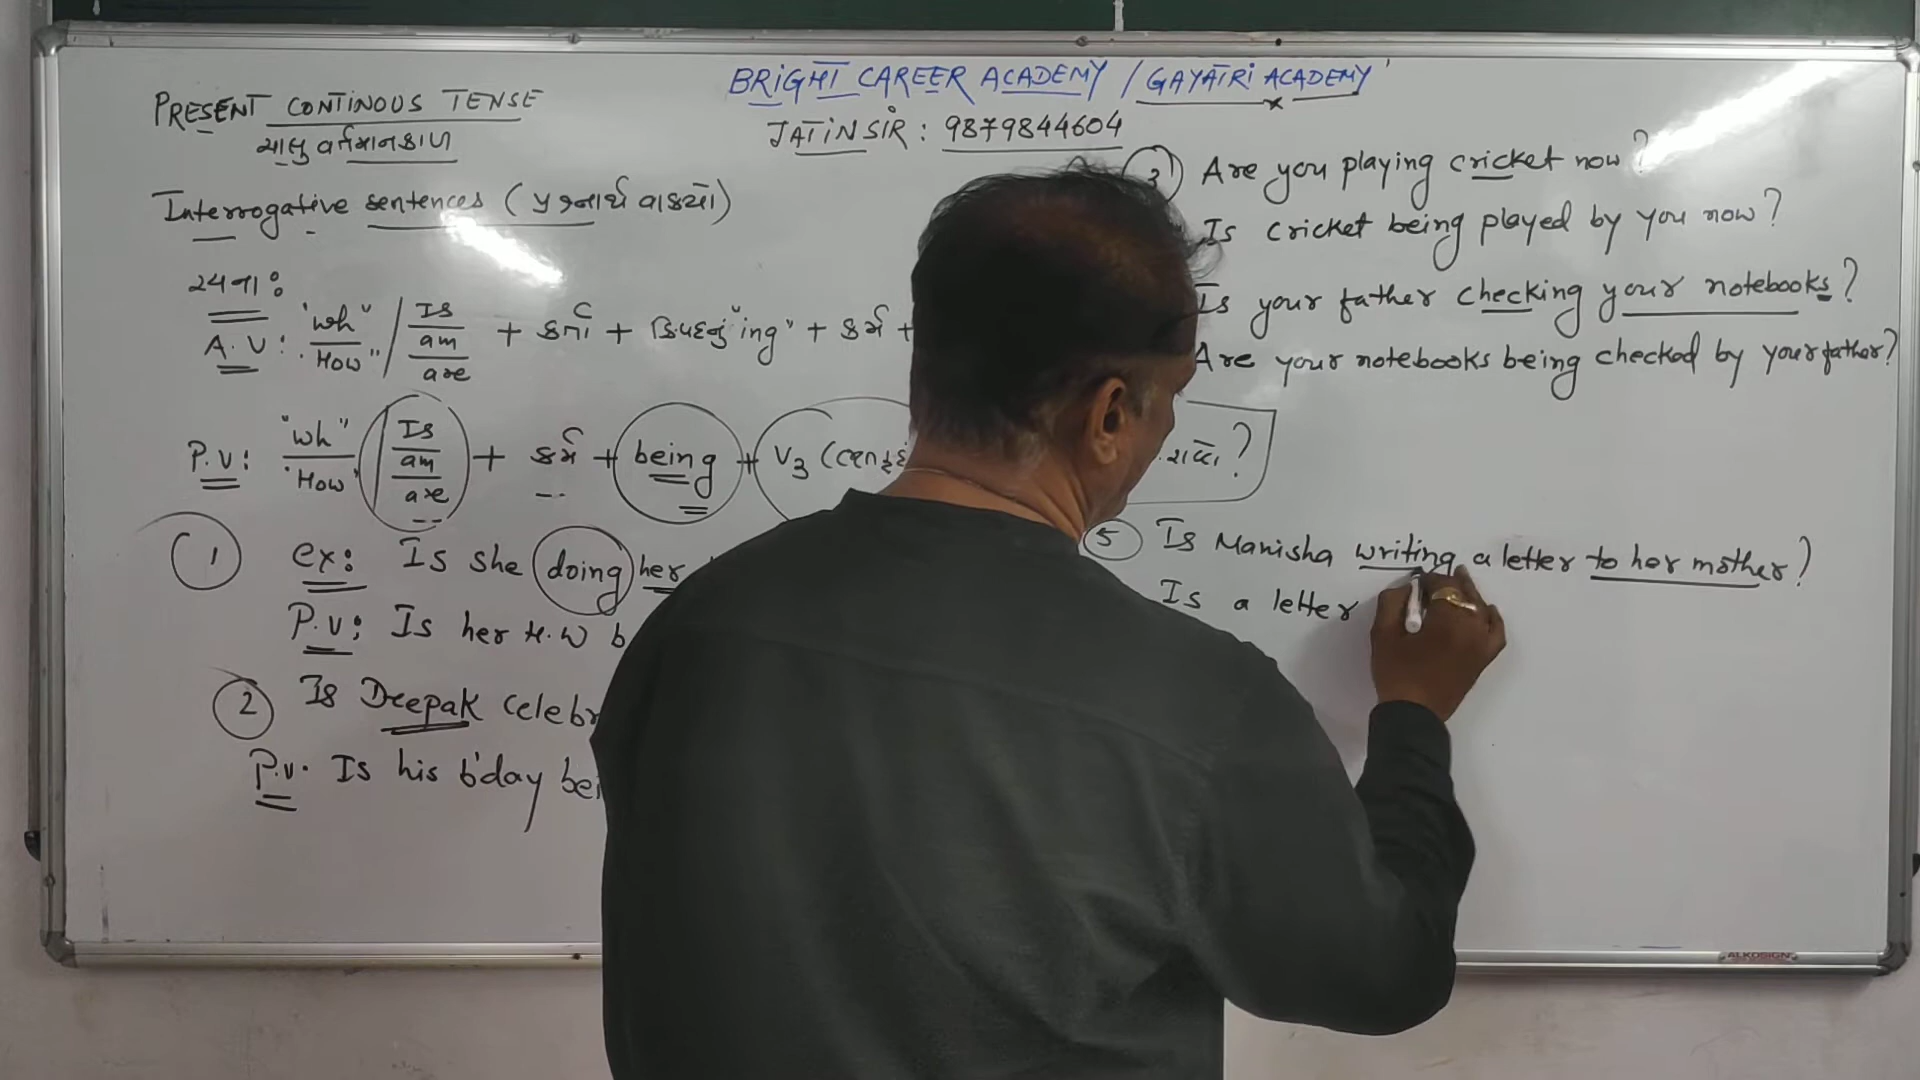 BRIGHT CAREER ACADEMY / GAYATRI ACADEMY
JATIN SIR : 9879844604
PRESENT CONTINOUS TENSE
ચાલુ વર્તમાનકાળ
Interrogative sentences (પ્રશ્નાર્થ વાક્યો)
રચના:
A.V: "wh" / How" / Is am are + કર્તા + ક્રિયાપદનું "ing" + કર્મ +
P.V: "wh" / "How" / Is am are + કર્મ + being + V3 ?
1 ex: Is she doing her
P.V: Is her H.W b
2 Is Deepak celebr
P.V. Is his b'day bei
3 Are you playing cricket now?
Is cricket being played by you now?
Is your father checking your notebooks?
Are your notebooks being checked by your father?
5 Is Manisha writing a letter to her mother?
Is a letter
ALKOSIGN